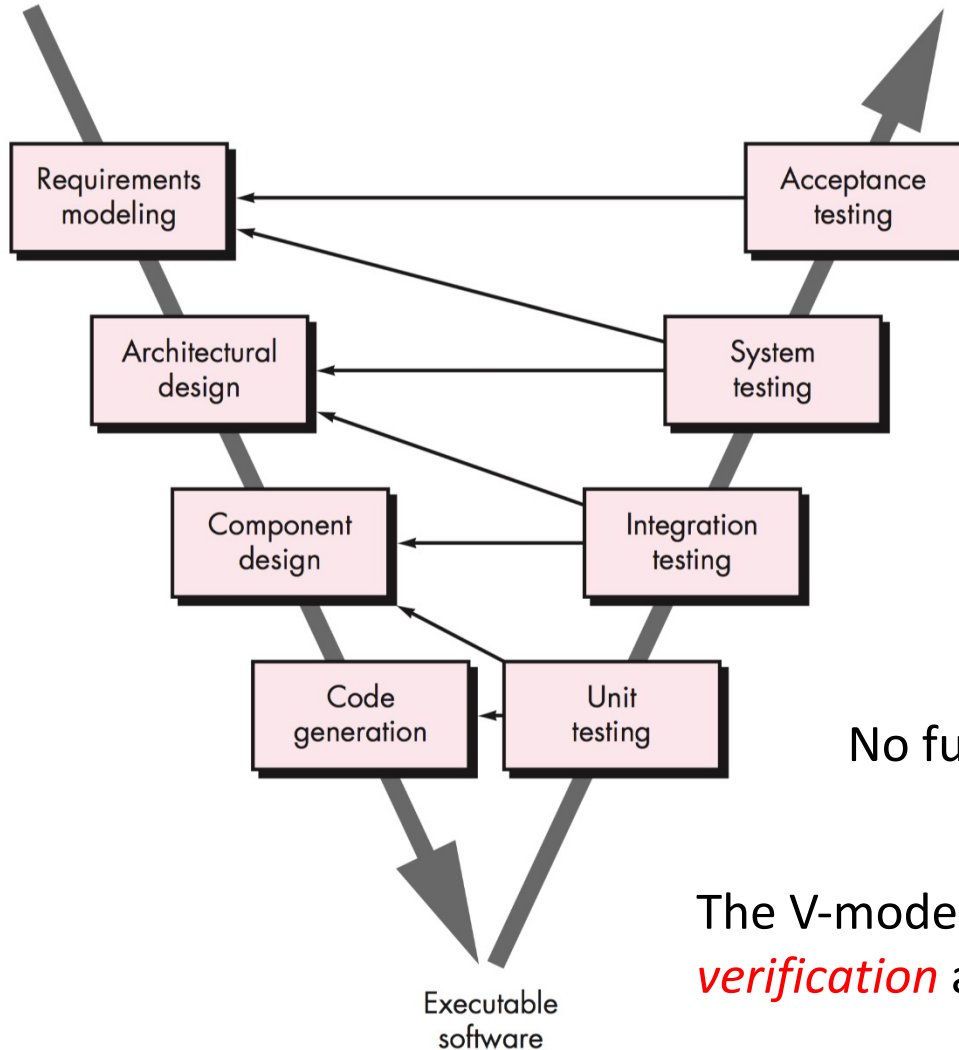 Requirements
modeling
Acceptance
testing
Architectural
design
System
testing
Component
design
Integration
testing
Code
generation
Unit
testing
No fu
The V-mode
verification a
Executable
software